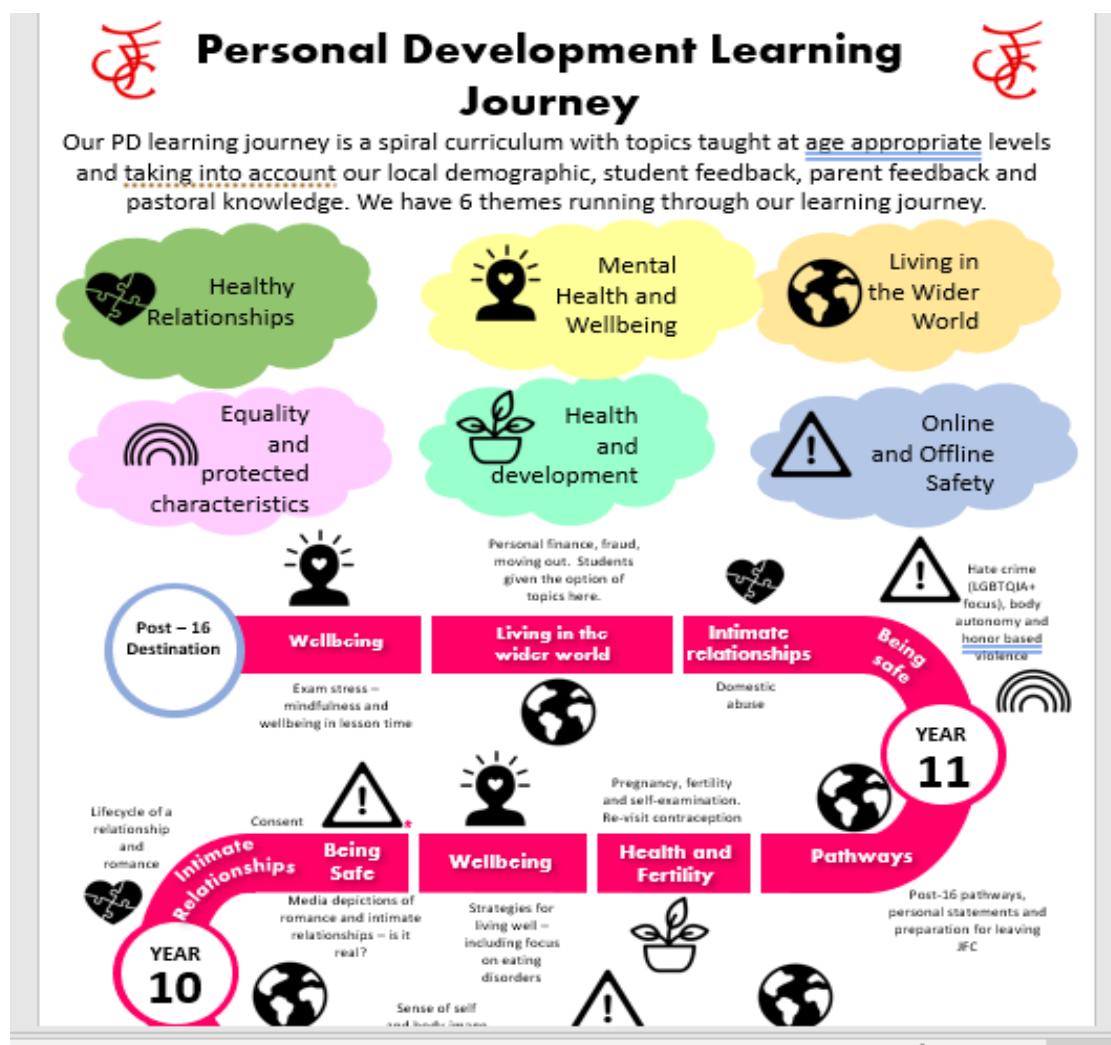 Personal Development Learning
Journey
Our PD learning journey is a spiral curriculum with topics taught at age appropriate levels
and taking into account our local demographic, student feedback, parent feedback and
pastoral knowledge. We have 6 themes running through our learning journey.
Healthy
Relationships
Mental
Health and
Wellbeing
Living in
the Wider
World
Equality
and
protected
characteristics
Health
and
development
Online
and Offline
Safety
Personal finance, fraud,
moving out. Students
given the option of
topics here.
Hate crime
(LGBTQIA+
focus), body
autonomy and
honor based
violence
Post – 16
Destination
Wellbeing
Living in the
wider world
Intimate
relationships
Being
safe
Exam stress –
mindfulness and
wellbeing in lesson time
Domestic
abuse
YEAR
11
Lifecycle of a
relationship
and
romance
Consent
Pregnancy, fertility
and self-examination.
Re-visit contraception
Intimate
Relationships
Being
Safe
Wellbeing
Health and
Fertility
Pathways
Media depictions of
romance and intimate
relationships – is it
real?
Strategies for
living well –
including focus
on eating
disorders
Post-16 pathways,
personal statements and
preparation for leaving
JFC
YEAR
10
Sense of self
and body image